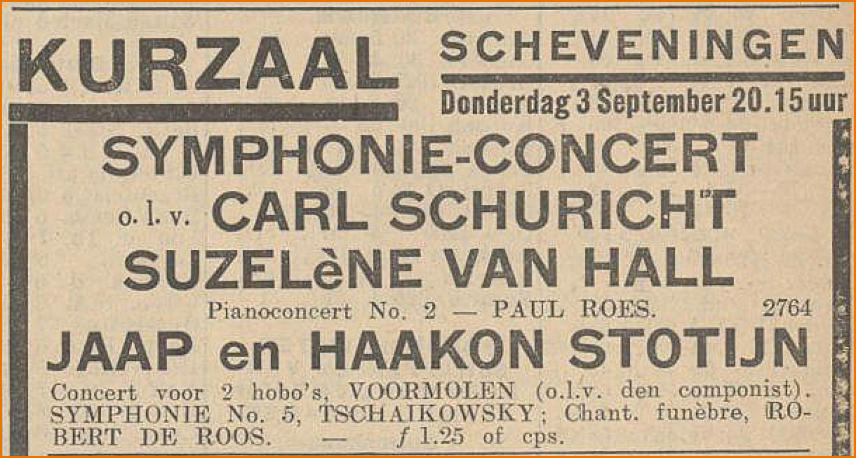 KURZAAL
SCHEVENINGEN
Donderdag 3 September 20.15 uur
SYMPHONIE-CONCERT
o. l. v. CARL SCHURICHT
SUZELèNE VAN HALL
Pianoconcert No. 2 — PAUL ROES. 2764
JAAP en HAAKON STOTIJN
Concert voor 2 hobo's, VOORMOLEN (o.l.v. den componist).
SYMPHONIE No. 5, TSCHAIKOWSKY; Chant. funèbre, RO-
BERT DE ROOS. — f 1.25 of cps.